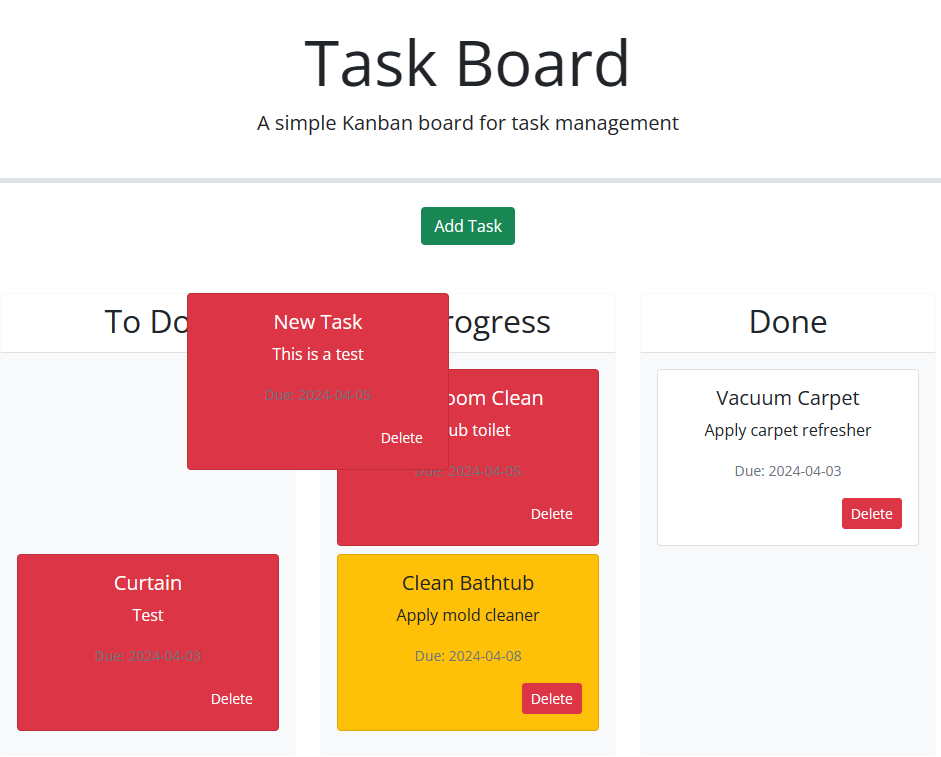 Task Board
A simple Kanban board for task management
Add Task
To Do
rogress
Done
New Task
This is a test
Due: 2024-04-05
Delete
oom Clean
ub toilet
Due: 2024-04-05
Delete
Vacuum Carpet
Apply carpet refresher
Due: 2024-04-03
Delete
Curtain
Test
Due: 2024-04-03
Delete
Clean Bathtub
Apply mold cleaner
Due: 2024-04-08
Delete